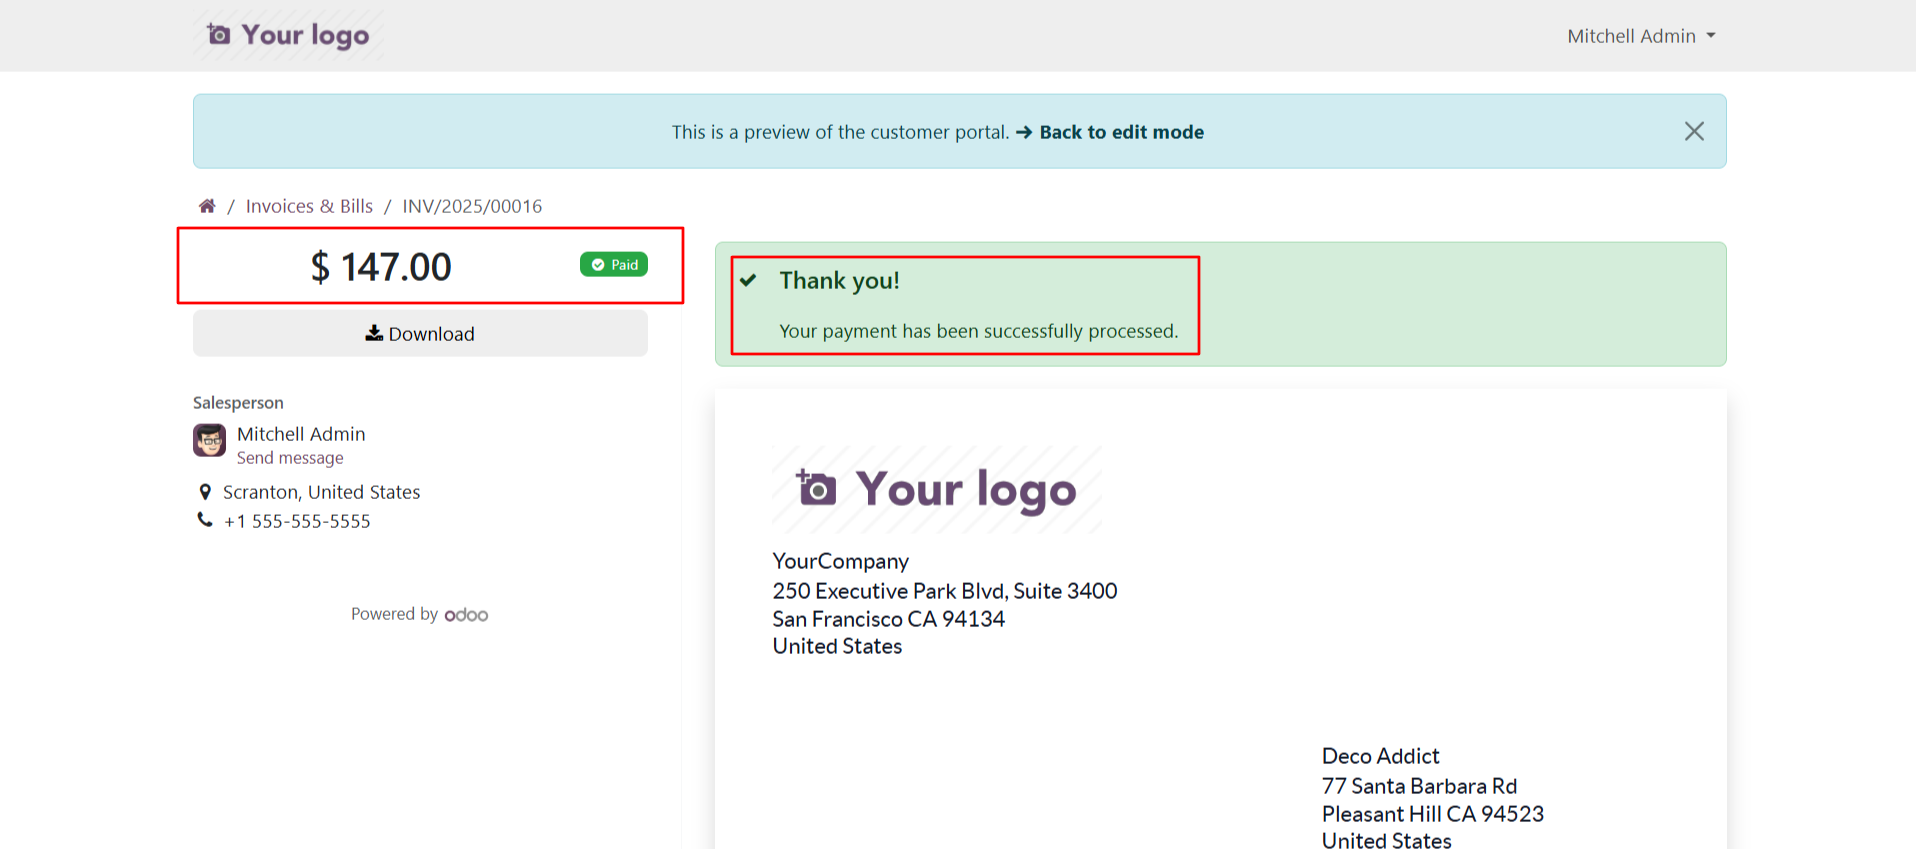 Your logo
Mitchell Admin
This is a preview of the customer portal. → Back to edit mode
/ Invoices & Bills / INV/2025/00016
$ 147.00
Paid
Download
Thank you!
Your payment has been successfully processed.
Salesperson
Mitchell Admin
Send message
Scranton, United States
+1 555-555-5555
Powered by odoo
Your logo
YourCompany
250 Executive Park Blvd, Suite 3400
San Francisco CA 94134
United States
Deco Addict
77 Santa Barbara Rd
Pleasant Hill CA 94523
United States